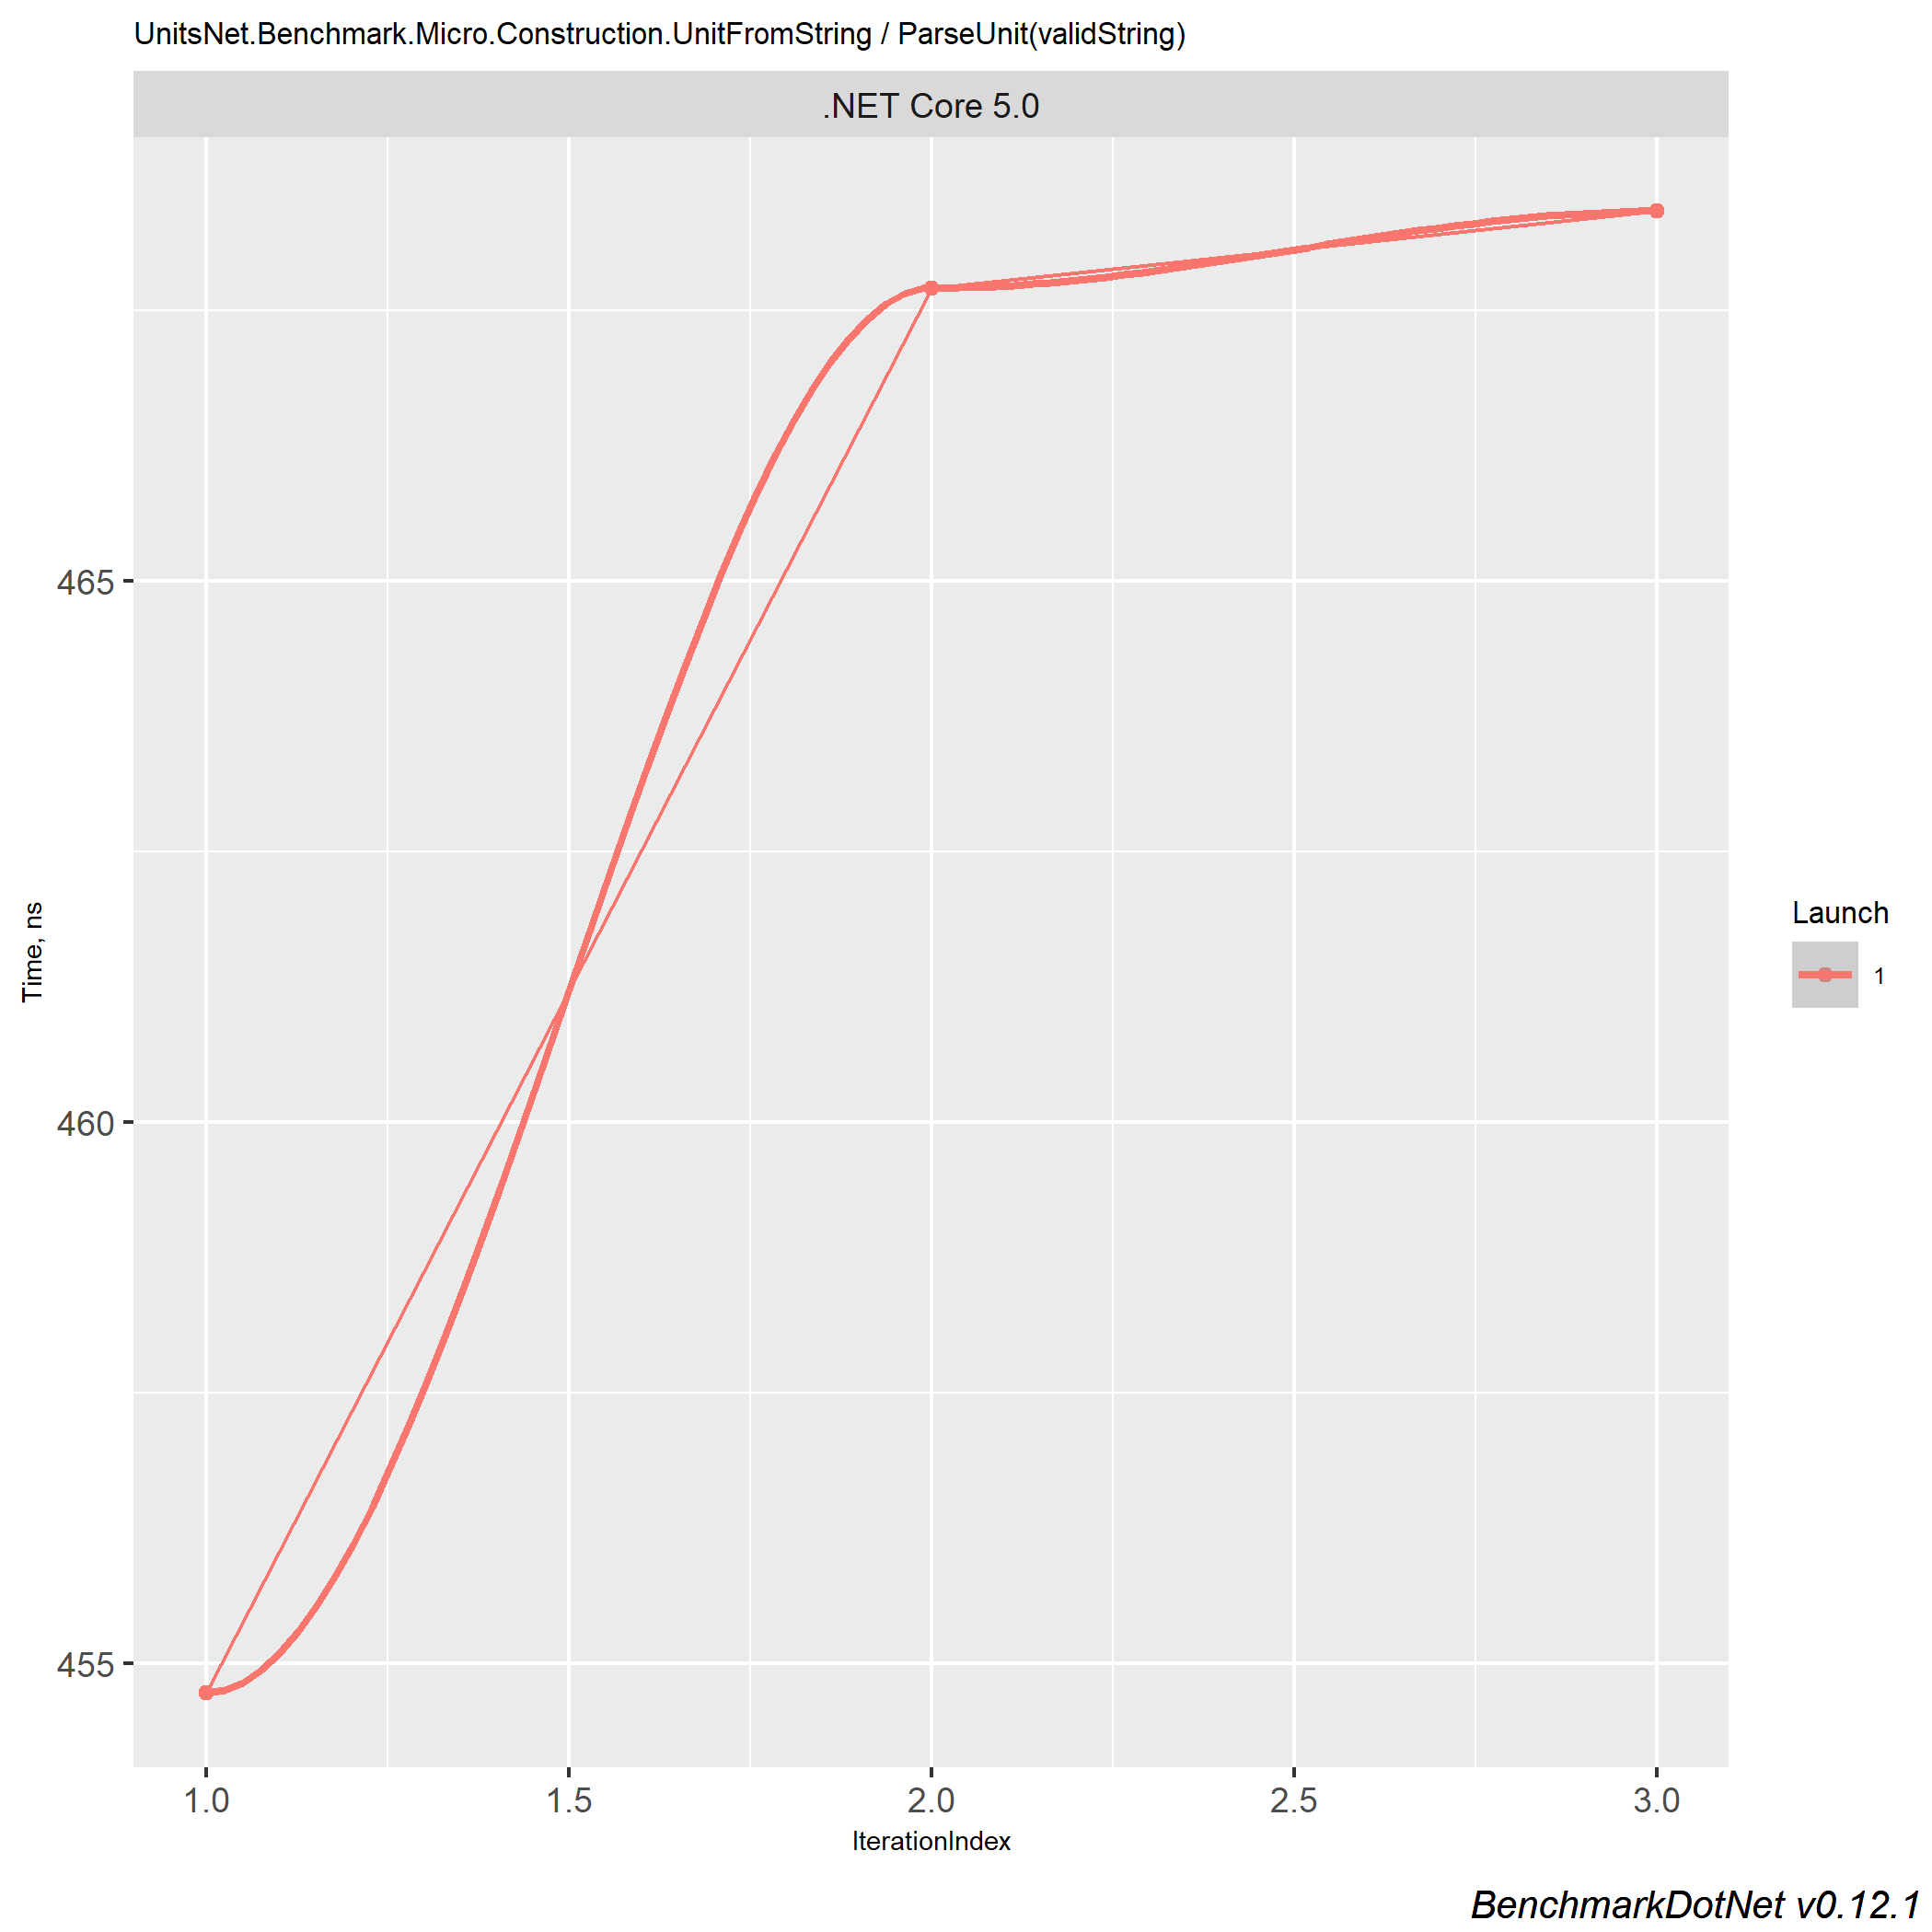 UnitsNet.Benchmark.Micro.Construction.UnitFromString / ParseUnit(validString)
.NET Core 5.0
465
460
455
Time, ns
1.0 1.5 2.0 2.5 3.0
IterationIndex
Launch
1
BenchmarkDotNet v0.12.1